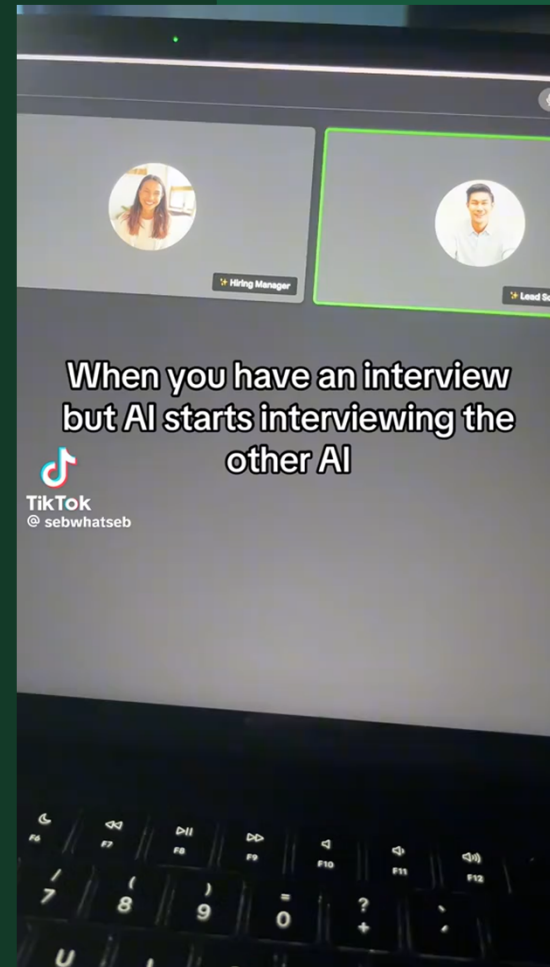 ✨ Hiring Manager
✨ Lead
When you have an interview
but AI starts interviewing the
other AI
TikTok
@ sebwhatseb
F6
F7
F8
F9
F10
F11
F12
/
7
(
8
)
9
=
0
?
+
U